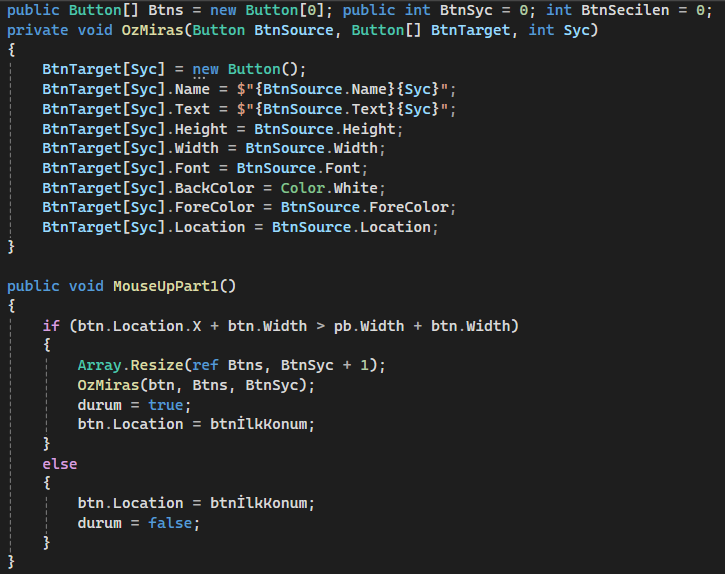 public Button[] Btns = new Button[0]; public int BtnSyc = 0; int BtnSecilen = 0;
private void OzMiras(Button BtnSource, Button[] BtnTarget, int Syc)
{
BtnTarget[Syc] = new Button();
BtnTarget[Syc].Name = $"{BtnSource.Name}{Syc}";
BtnTarget[Syc].Text = $"{BtnSource.Text}{Syc}";
BtnTarget[Syc].Height = BtnSource.Height;
BtnTarget[Syc].Width = BtnSource.Width;
BtnTarget[Syc].Font = BtnSource.Font;
BtnTarget[Syc].BackColor = Color.White;
BtnTarget[Syc].ForeColor = BtnSource.ForeColor;
BtnTarget[Syc].Location = BtnSource.Location;
}
public void MouseUpPart1()
{
if (btn.Location.X + btn.Width > pb.Width + btn.Width)
{
Array.Resize(ref Btns, BtnSyc + 1);
OzMiras(btn, Btns, BtnSyc);
durum = true;
btn.Location = btnİlkKonum;
}
else
{
btn.Location = btnİlkKonum;
durum = false;
}
}